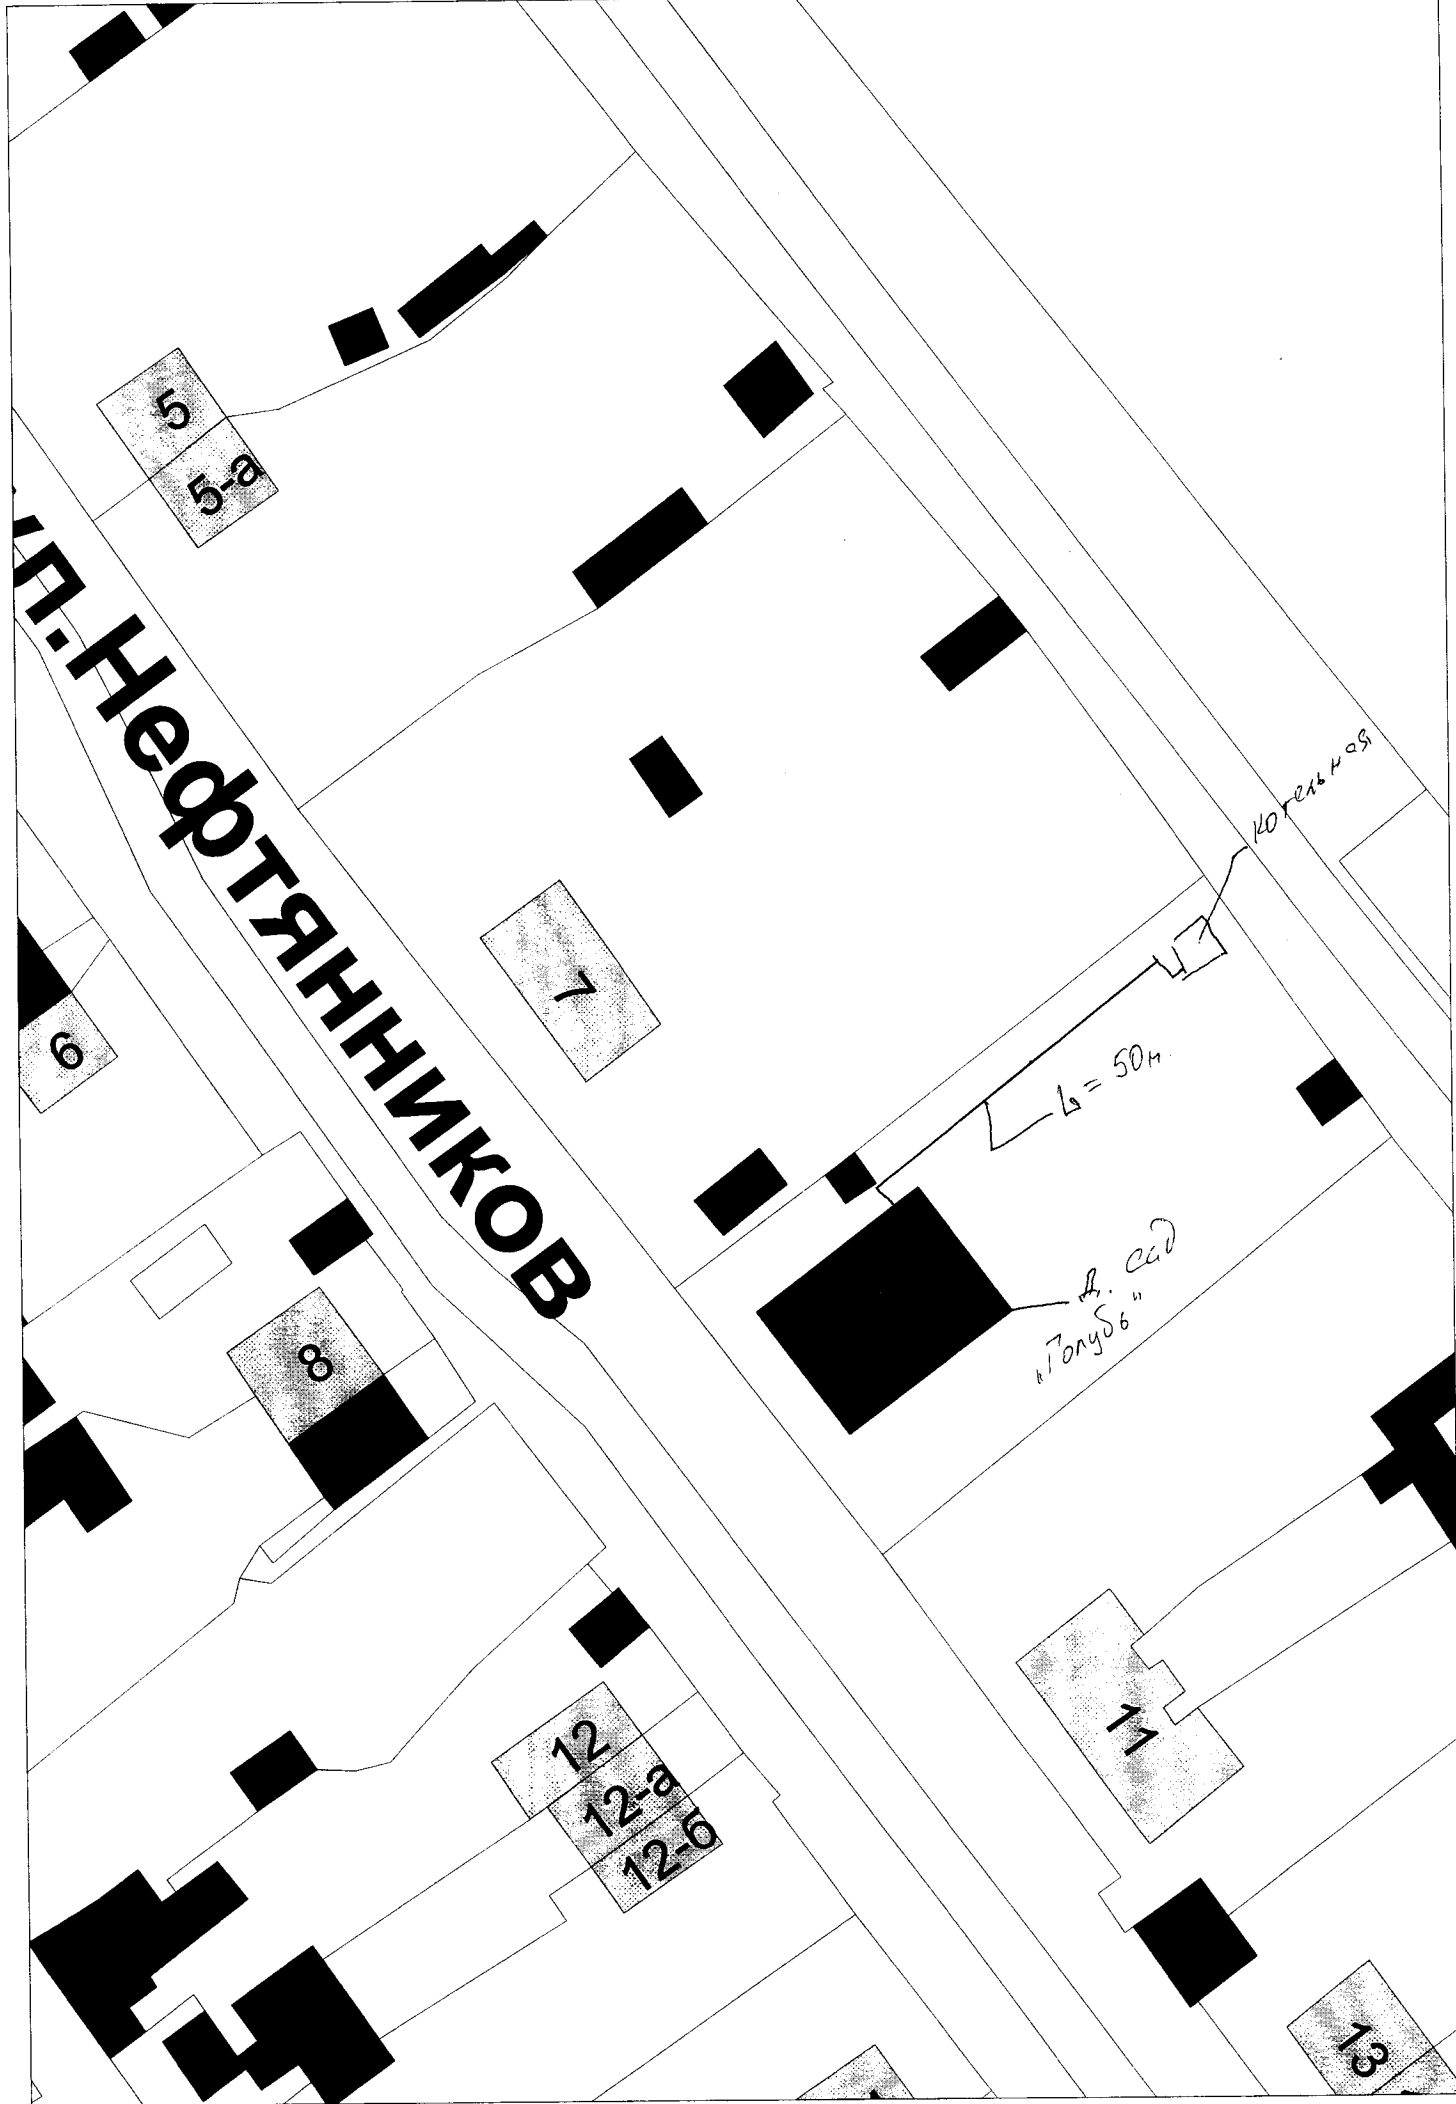 5
5-а
ул.Нефтянников
котельная
7
6
L = 50м
Д. сад
"Голубь"
8
11
12
12-а
12-б
13